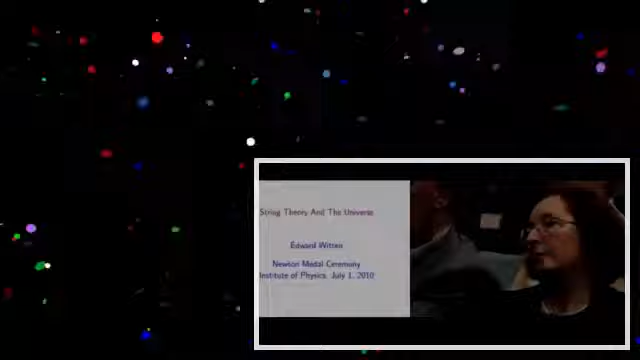 String Theory And The Universe
Edward Witten
Newton Medal Ceremony
Institute of Physics, July 1, 2010